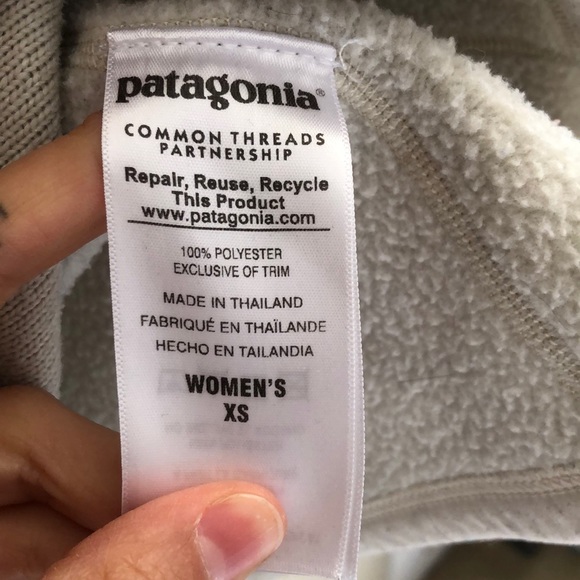 patagonia®
COMMON THREADS
PARTNERSHIP
Repair, Reuse, Recycle
This Product
www.patagonia.com
100% POLYESTER
EXCLUSIVE OF TRIM
MADE IN THAILAND
FABRIQUÉ EN THAÏLANDE
HECHO EN TAILANDIA
WOMEN'S
XS